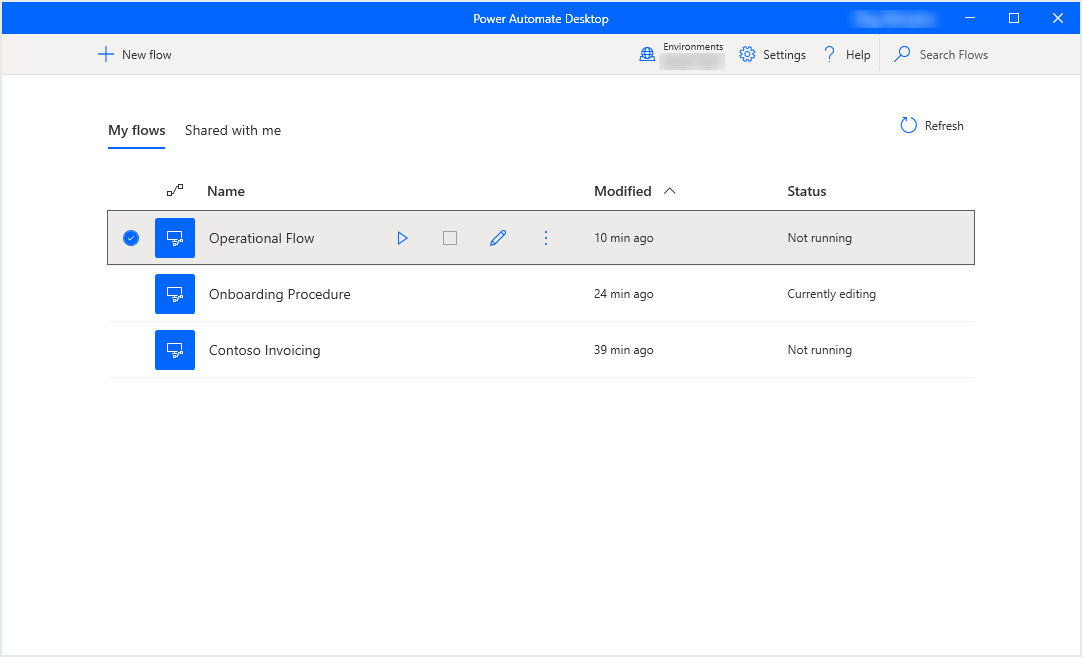 Power Automate Desktop
New flow
Environments
Settings
Help
Search Flows
My flows
Shared with me
Refresh
Name
Modified
Status
Operational Flow
10 min ago
Not running
Onboarding Procedure
24 min ago
Currently editing
Contoso Invoicing
39 min ago
Not running